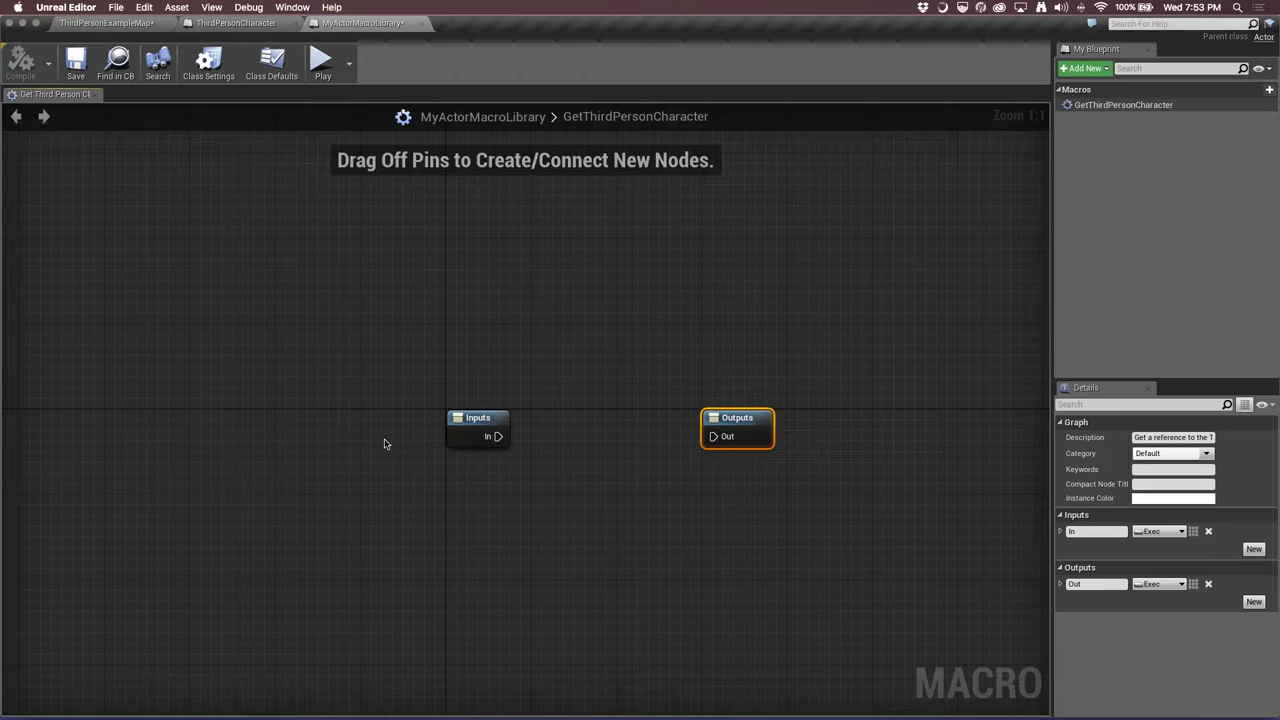 Unreal Editor File Edit Asset View Debug Window Help 100% Wed 7:53 PM
ThirdPersonExampleMap* ThirdPersonCharacter MyActorMacroLibrary* Search For Help
Parent class: Actor
Compile Save Find in CB Search Class Settings Class Defaults Play
My Blueprint
Add New Search
Macros
GetThirdPersonCharacter
Get Third Person Cl
MyActorMacroLibrary > GetThirdPersonCharacter Zoom 1:1
Drag Off Pins to Create/Connect New Nodes.
Inputs
In
Outputs
Out
MACRO
Details
Search
Graph
Description Get a reference to the T
Category Default
Keywords
Compact Node Titl
Instance Color
Inputs
In Exec
New
Outputs
Out Exec
New